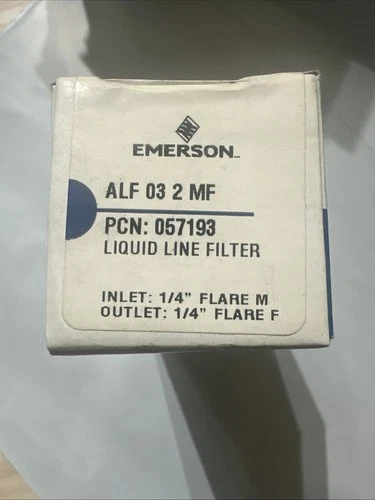 EMERSON
ALF 03 2 MF
PCN: 057193
LIQUID LINE FILTER
INLET: 1/4" FLARE M
OUTLET: 1/4" FLARE F